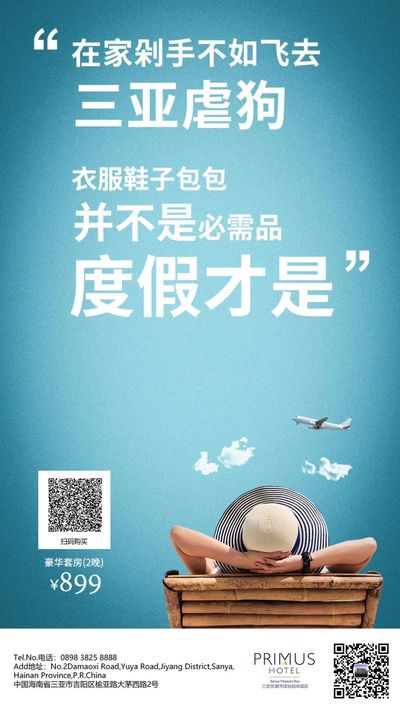 “ 在家剁手不如飞去
三亚虐狗
衣服鞋子包包
并不是必需品
度假才是 ”
扫码购买
豪华套房(2晚)
¥899
Tel.No.电话：0898 3825 8888
Add地址：No.2Damaoxi Road,Yuya Road,Jiyang District,Sanya,
Hainan Province,P.R.China
中国海南省三亚市吉阳区榆亚路大茅西路2号
PRIMUS
HOTEL
Sanya Pleasant Bay